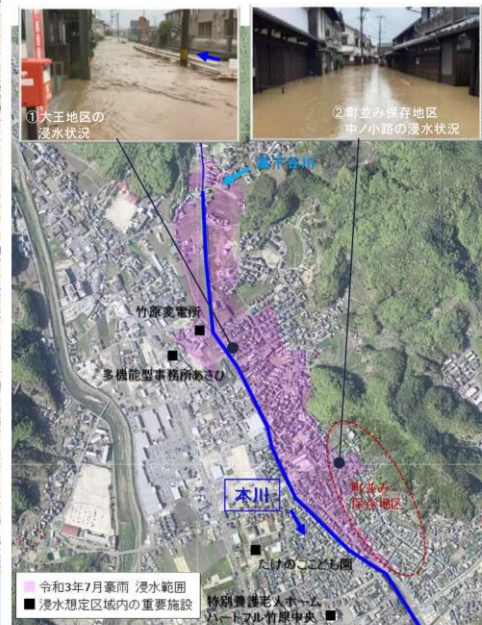 ①大王地区の
浸水状況
②町並み保存地区
中ノ小路の浸水状況
竹原変電所
多機能型事務所あさひ
町並み
保存地区
本川
たけのここども園
令和3年7月豪雨 浸水範囲
浸水想定区域内の重要施設
特別養護老人ホーム
ハートフル竹原中央